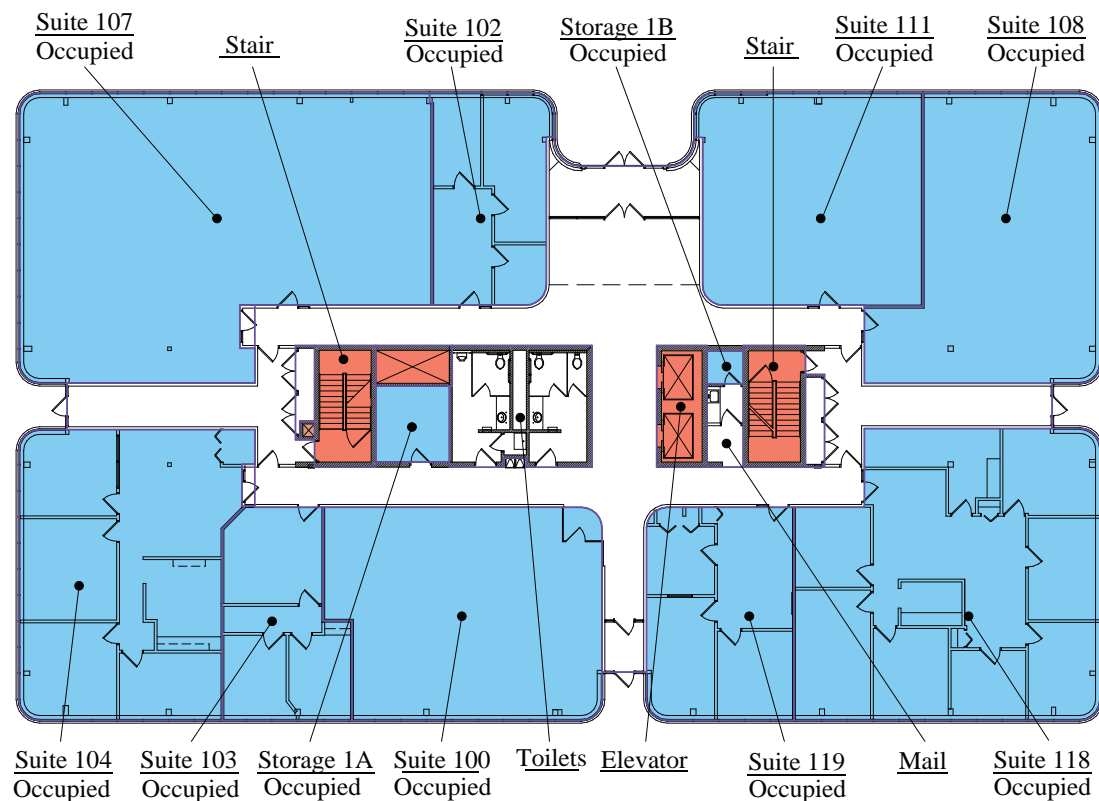 Suite 107
Occupied
Stair
Suite 102
Occupied
Storage 1B
Occupied
Stair
Suite 111
Occupied
Suite 108
Occupied
Suite 104
Occupied
Suite 103
Occupied
Storage 1A
Occupied
Suite 100
Occupied
Toilets
Elevator
Suite 119
Occupied
Mail
Suite 118
Occupied